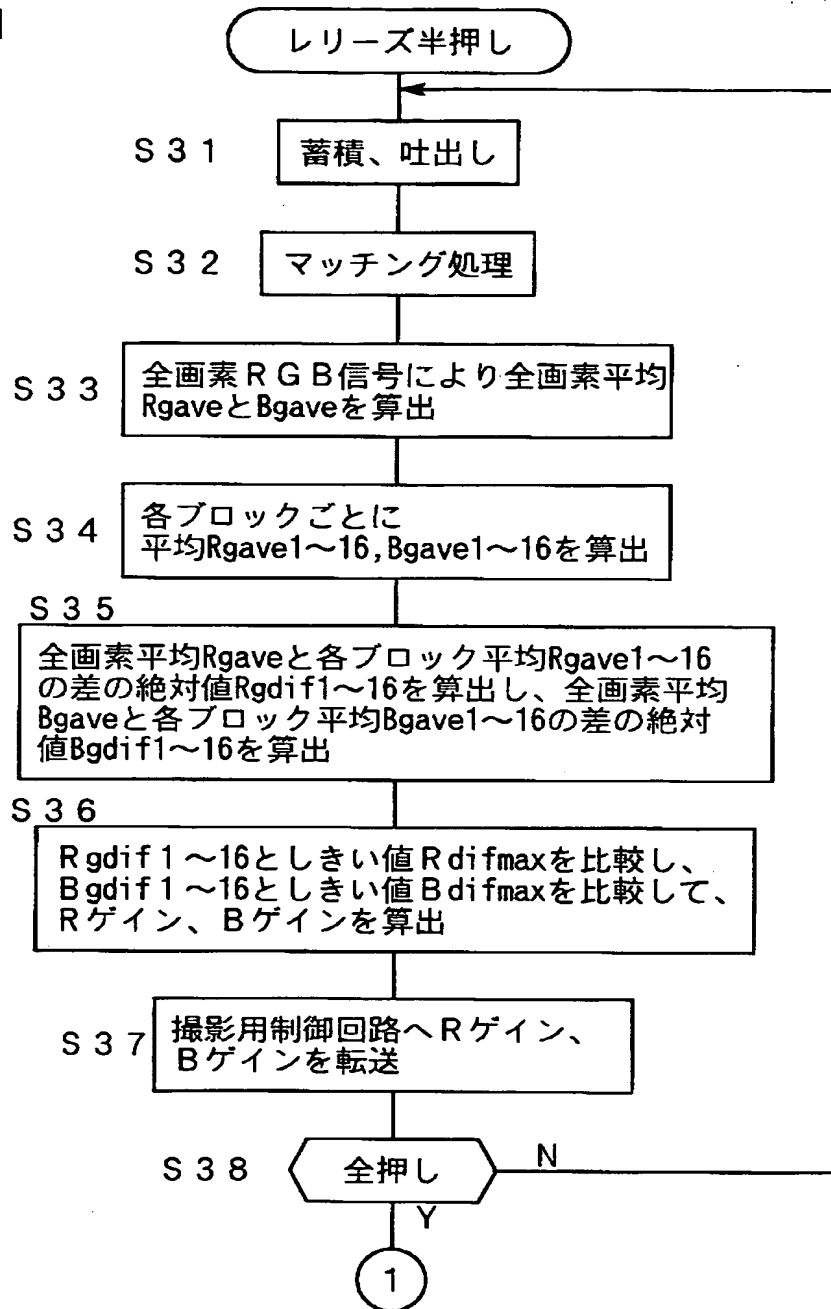 レリーズ半押し
S31
蓄積、吐出し
S32
マッチング処理
S33
全画素RGB信号により全画素平均
RgaveとBgaveを算出
S34
各ブロックごとに
平均Rgave1~16,Bgave1~16を算出
S35
全画素平均Rgaveと各ブロック平均Rgave1~16
の差の絶対値Rgdif1~16を算出し、全画素平均
Bgaveと各ブロック平均Bgave1~16の差の絶対
値Bgdif1~16を算出
S36
Rgdif1~16としきい値Rdifmaxを比較し、
Bgdif1~16としきい値Bdifmaxを比較して、
Rゲイン、Bゲインを算出
S37
撮影用制御回路へRゲイン、
Bゲインを転送
S38
全押し
N
Y
1